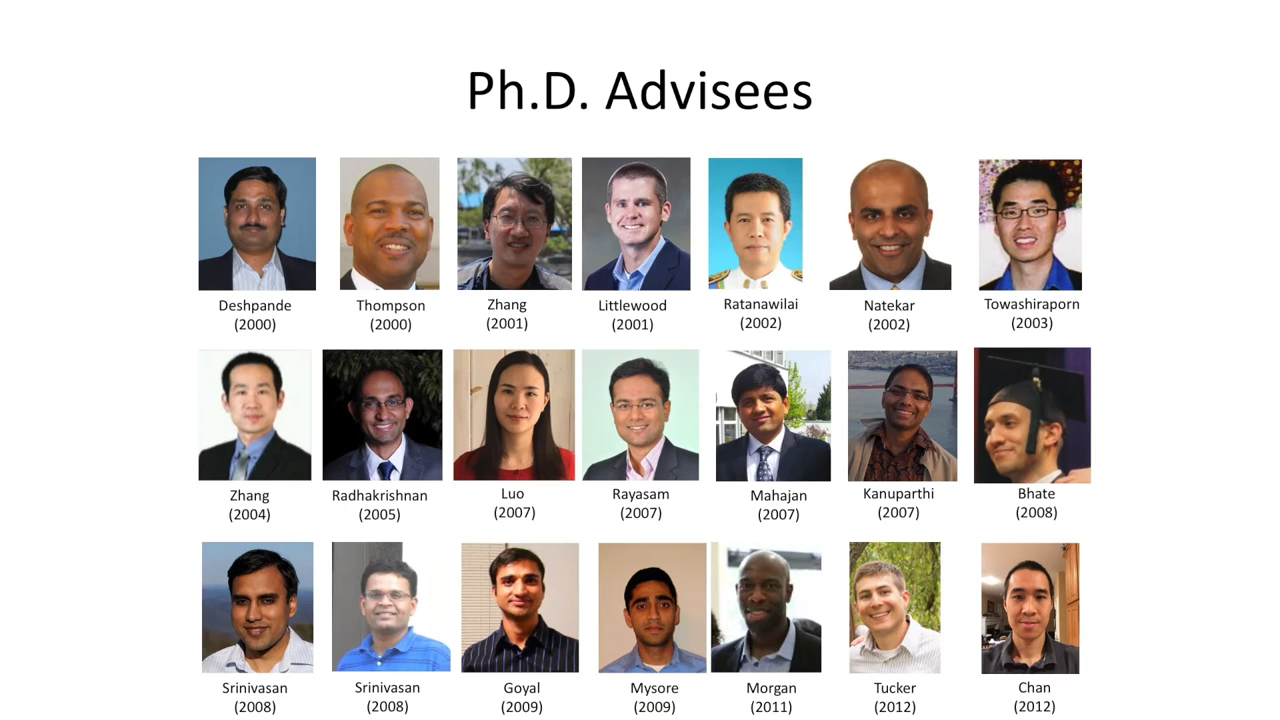 Ph.D. Advisees
Deshpande Thompson Zhang Littlewood Ratanawilai Natekar Towashiraporn
(2000) (2000) (2001) (2001) (2002) (2002) (2003)
Zhang Radhakrishnan Luo Rayasam Mahajan Kanuparthi Bhate
(2004) (2005) (2007) (2007) (2007) (2007) (2008)
Srinivasan Srinivasan Goyal Mysore Morgan Tucker Chan
(2008) (2008) (2009) (2009) (2011) (2012) (2012)